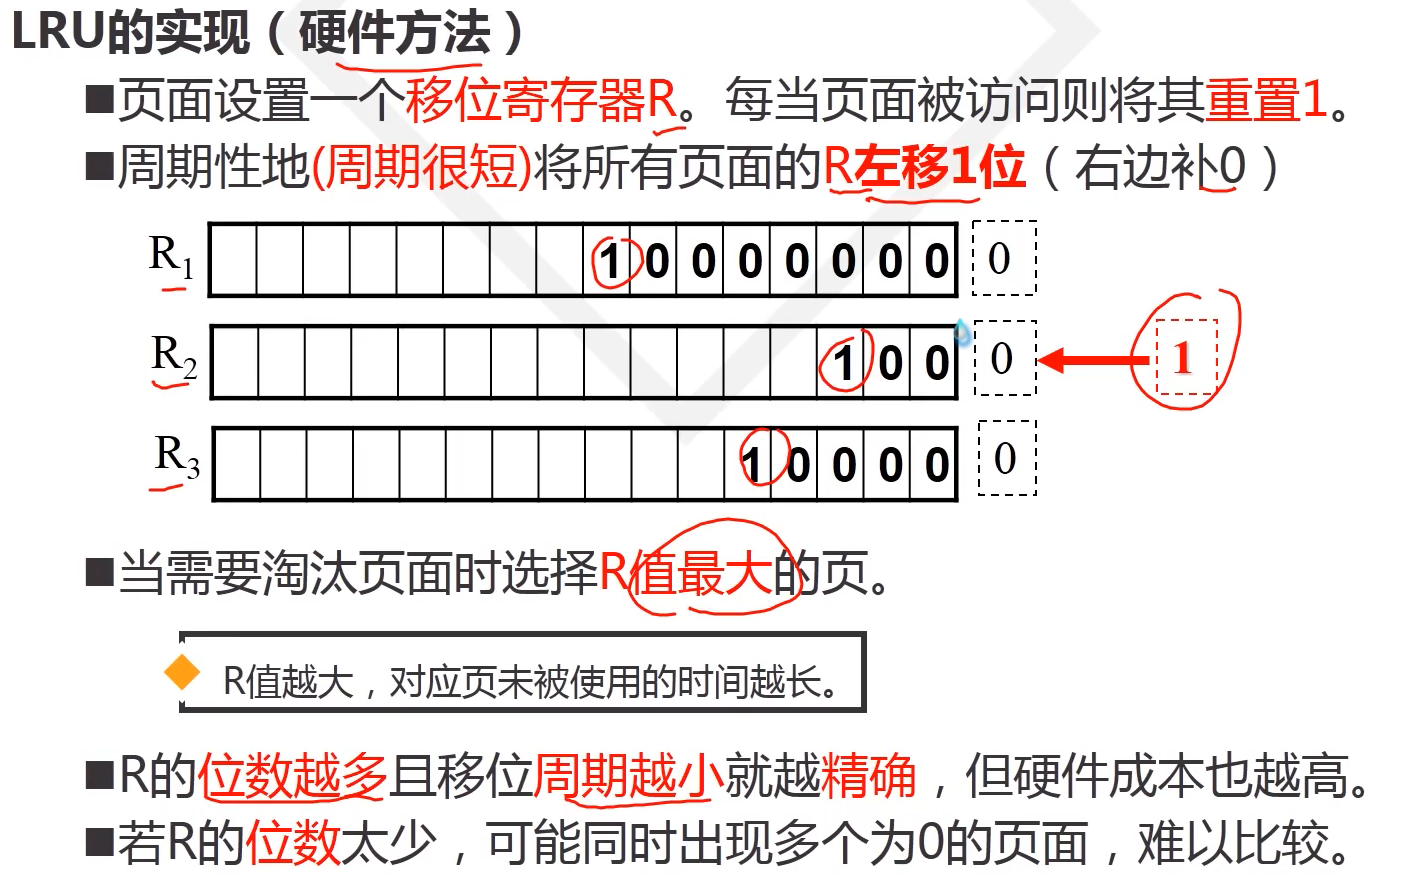 LRU的实现（硬件方法）
■页面设置一个移位寄存器R。每当页面被访问则将其重置1。
■周期性地(周期很短)将所有页面的R左移1位（右边补0）
R1 1 0 0 0 0 0 0 0 0
R2 1 0 0 0 1
R3 1 0 0 0 0 0
■当需要淘汰页面时选择R值最大的页。
R值越大，对应页未被使用的时间越长。
■R的位数越多且移位周期越小就越精确，但硬件成本也越高。
■若R的位数太少，可能同时出现多个为0的页面，难以比较。